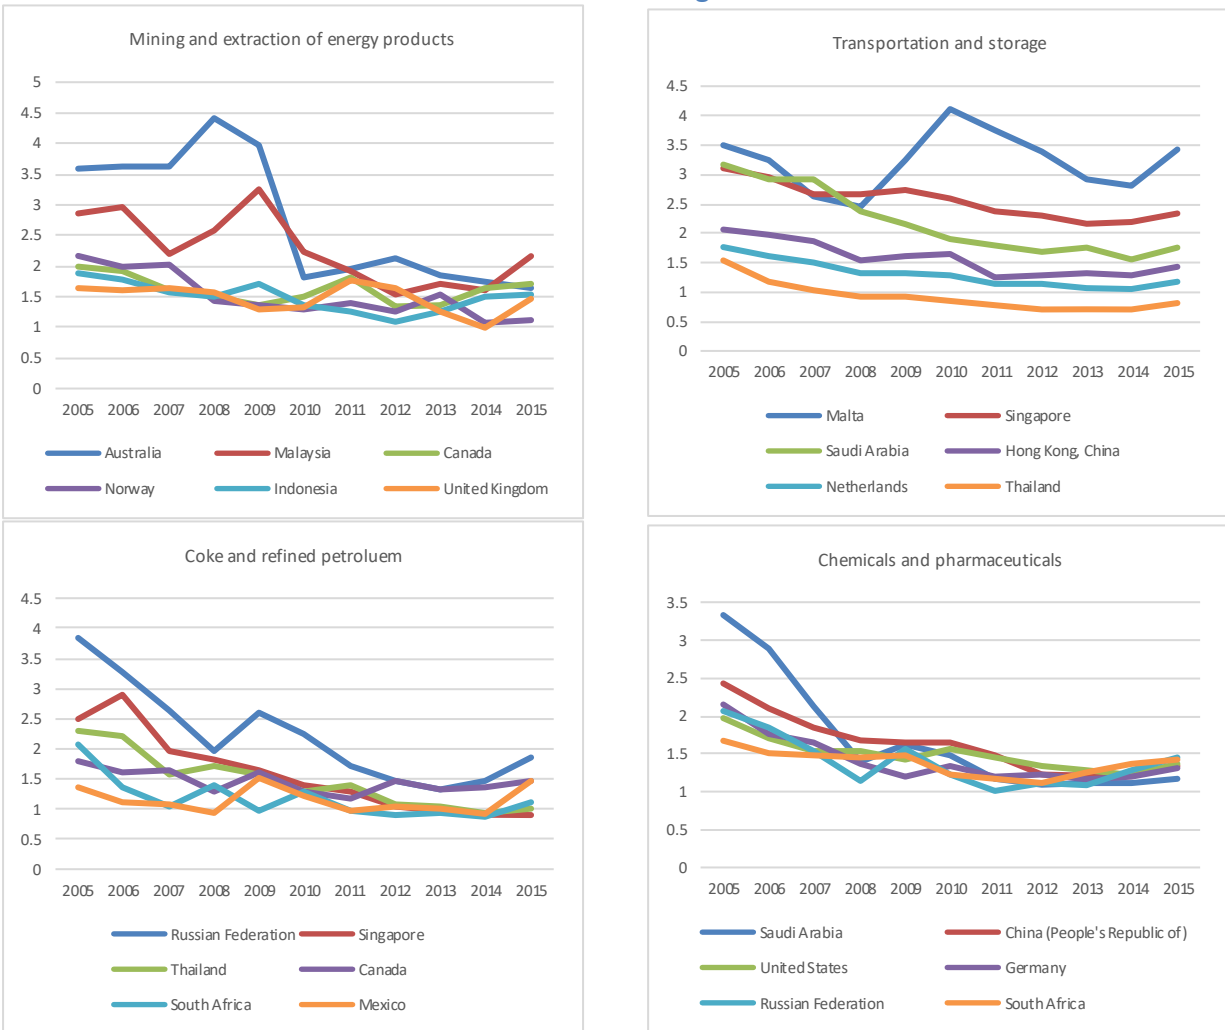 Mining and extraction of energy products
5
4.5
4
3.5
3
2.5
2
1.5
1
0.5
0
2005 2006 2007 2008 2009 2010 2011 2012 2013 2014 2015
Australia Malaysia Canada
Norway Indonesia United Kingdom
Transportation and storage
4.5
4
3.5
3
2.5
2
1.5
1
0.5
0
2005 2006 2007 2008 2009 2010 2011 2012 2013 2014 2015
Malta Singapore
Saudi Arabia Hong Kong, China
Netherlands Thailand
Coke and refined petroluem
4.5
4
3.5
3
2.5
2
1.5
1
0.5
0
2005 2006 2007 2008 2009 2010 2011 2012 2013 2014 2015
Russian Federation Singapore
Thailand Canada
South Africa Mexico
Chemicals and pharmaceuticals
3.5
3
2.5
2
1.5
1
0.5
0
2005 2006 2007 2008 2009 2010 2011 2012 2013 2014 2015
Saudi Arabia China (People's Republic of)
United States Germany
Russian Federation South Africa